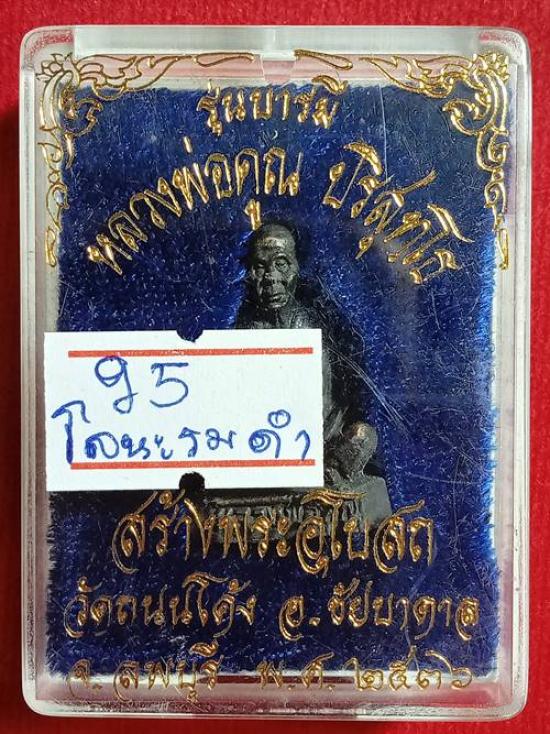 รุ่นบารมี
หลวงพ่อคูณ ปริสุทโธ
95
โลหะรมดำ
สร้างพระอุโบสถ
วัดถนนโค้ง อ.ชัยบาดาล
จ.ลพบุรี พ.ศ.๒๕๓๖